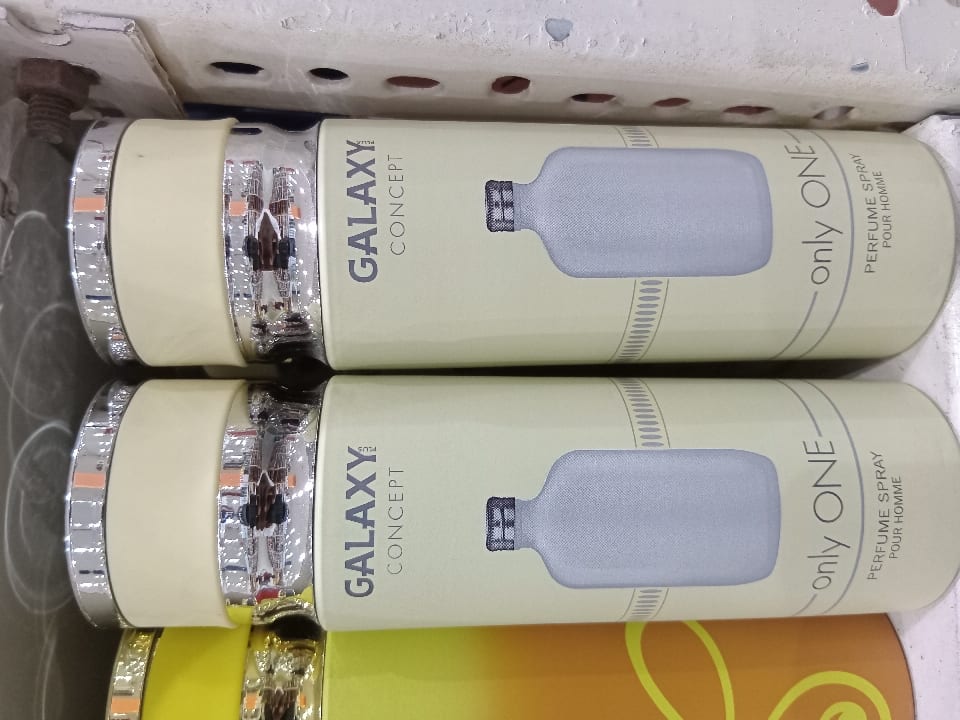 GALAXY
CONCEPT
only ONE
PERFUME SPRAY
POUR HOMME
GALAXY
CONCEPT
only ONE
PERFUME SPRAY
POUR HOMME